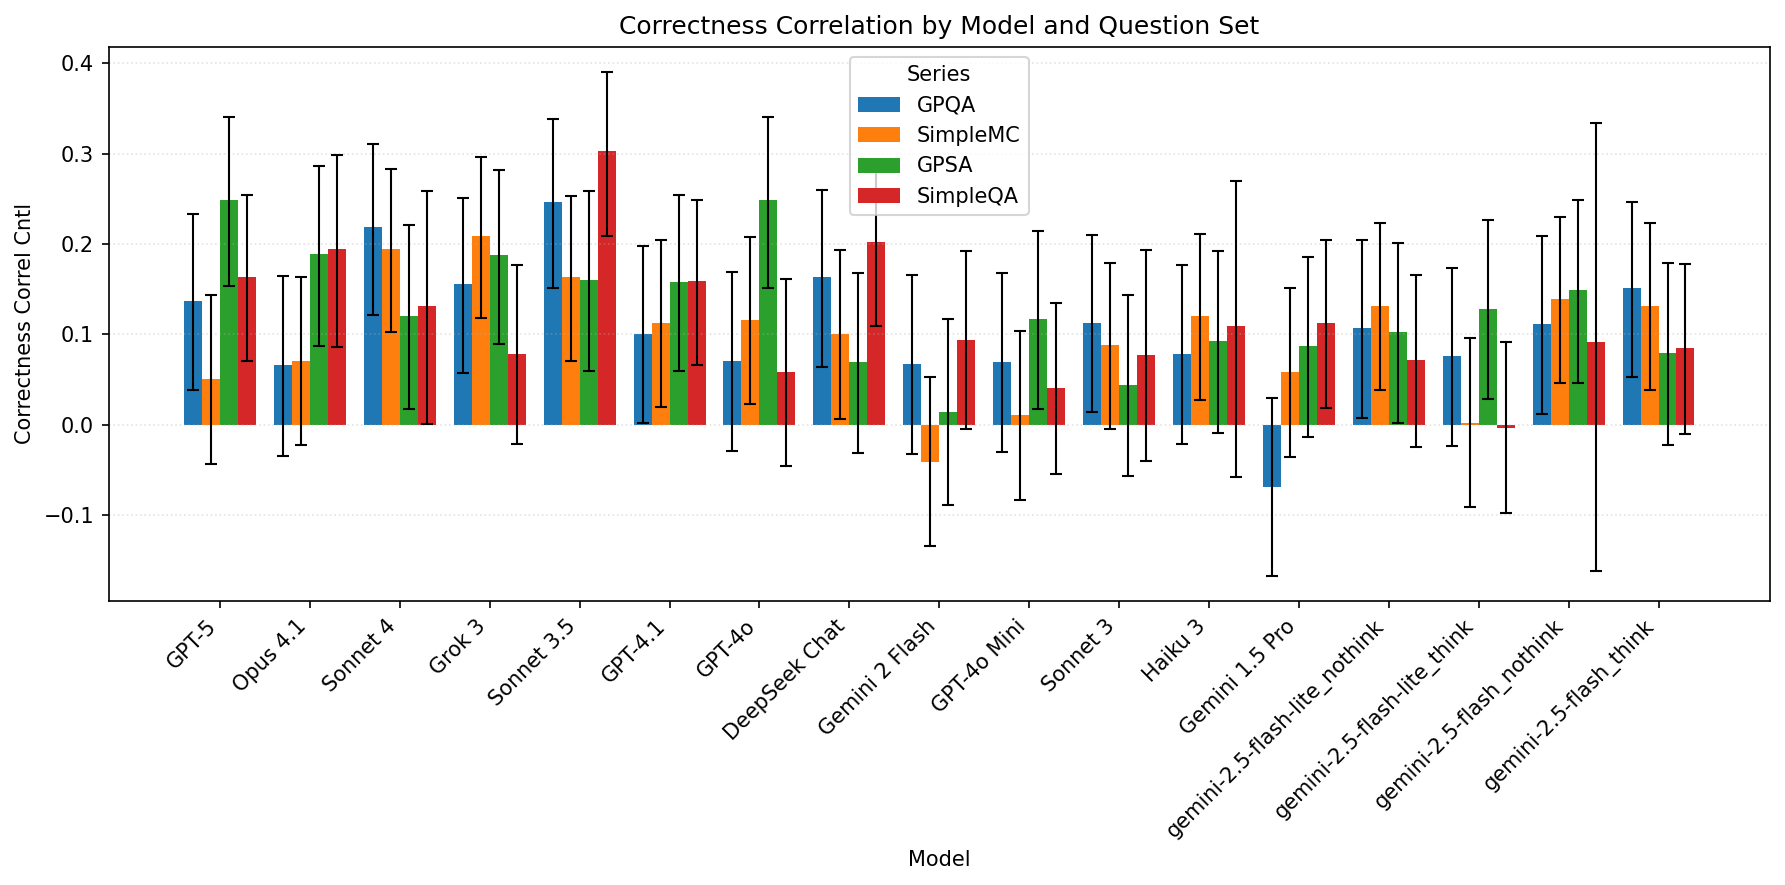 Correctness Correlation by Model and Question Set
Correctness Correl Cntl
0.4
0.3
0.2
0.1
0.0
−0.1
Series
GPQA
SimpleMC
GPSA
SimpleQA
GPT-5
Opus 4.1
Sonnet 4
Grok 3
Sonnet 3.5
GPT-4.1
GPT-4o
DeepSeek Chat
Gemini 2 Flash
GPT-4o Mini
Sonnet 3
Haiku 3
Gemini 1.5 Pro
gemini-2.5-flash-lite_nothink
gemini-2.5-flash-lite_think
gemini-2.5-flash_nothink
gemini-2.5-flash_think
Model